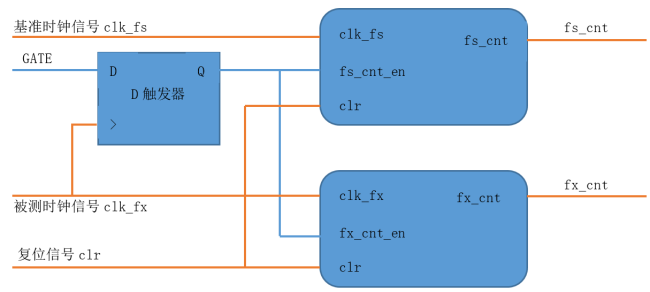 基准时钟信号 clk_fs
GATE
D
Q
D 触发器
clk_fs
fs_cnt
fs_cnt_en
clr
fs_cnt
被测时钟信号 clk_fx
复位信号 clr
clk_fx
fx_cnt
fx_cnt_en
clr
fx_cnt